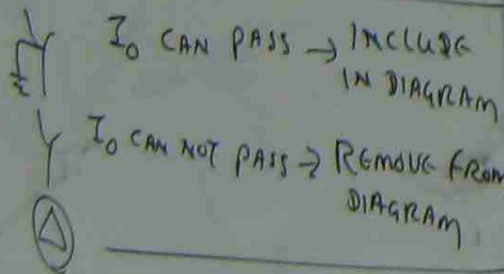 I₀ CAN PASS → INCLUDE
IN DIAGRAM
I₀ CAN NOT PASS → REMOVE FROM
DIAGRAM